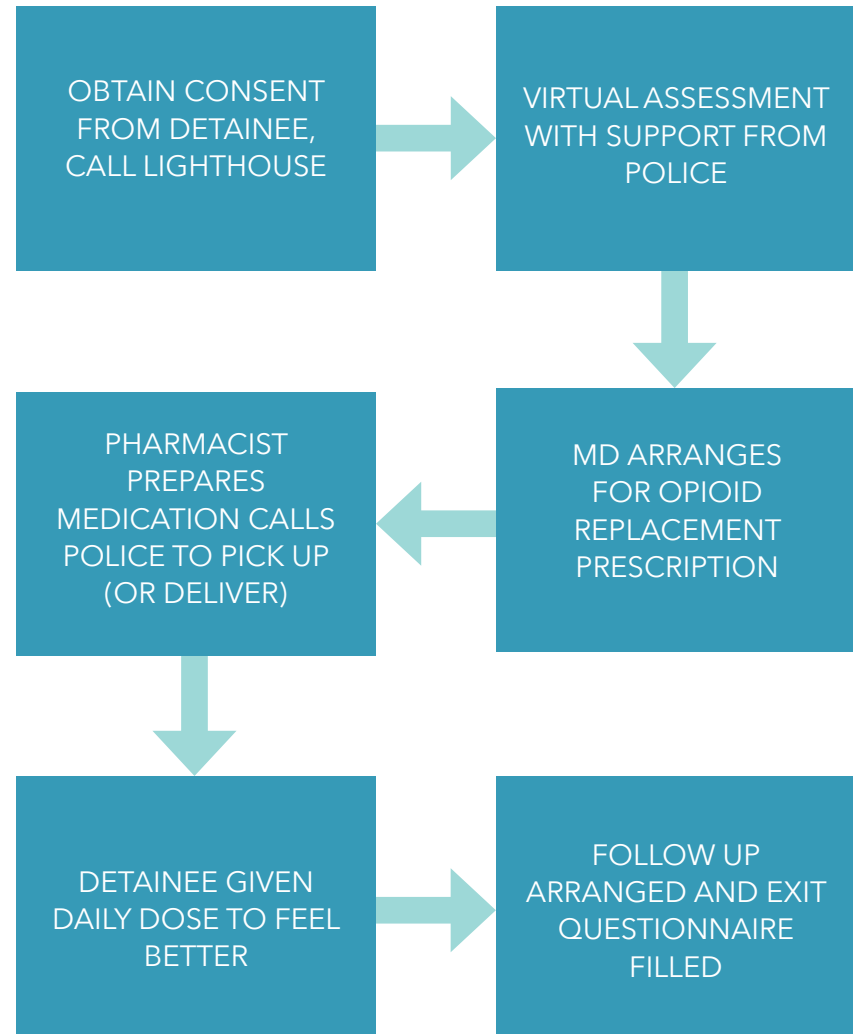 OBTAIN CONSENT
FROM DETAINEE,
CALL LIGHTHOUSE
VIRTUAL ASSESSMENT
WITH SUPPORT FROM
POLICE
MD ARRANGES
FOR OPIOID
REPLACEMENT
PRESCRIPTION
PHARMACIST
PREPARES
MEDICATION CALLS
POLICE TO PICK UP
(OR DELIVER)
DETAINEE GIVEN
DAILY DOSE TO FEEL
BETTER
FOLLOW UP
ARRANGED AND EXIT
QUESTIONNAIRE
FILLED